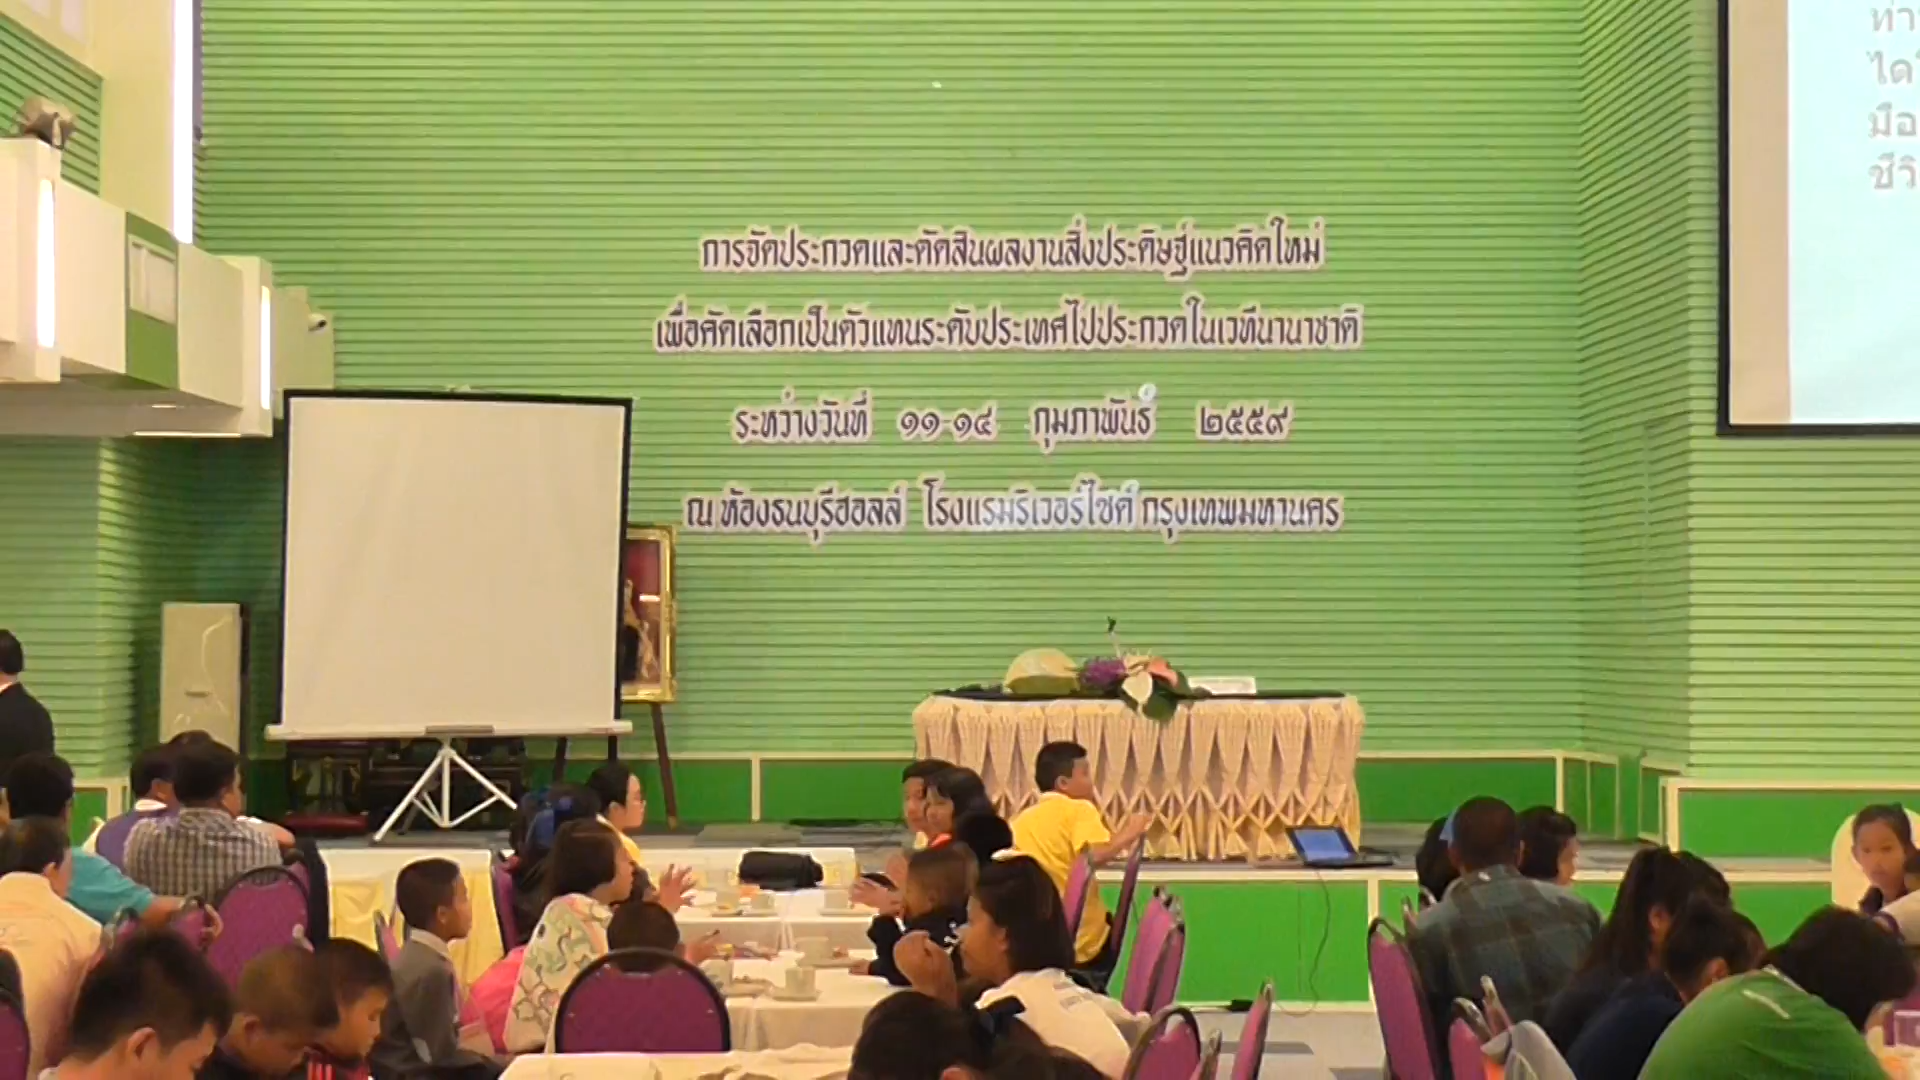 การจัดประกวดและตัดสินผลงานสิ่งประดิษฐ์แนวคิดใหม่
เพื่อคัดเลือกเป็นตัวแทนระดับประเทศไปประกวดในเวทีนานาชาติ
ระหว่างวันที่ ๑๑-๑๔ กุมภาพันธ์ ๒๕๕๙
ณ ห้องธนบุรีฮอลล์ โรงแรมริเวอร์ไซด์ กรุงเทพมหานคร